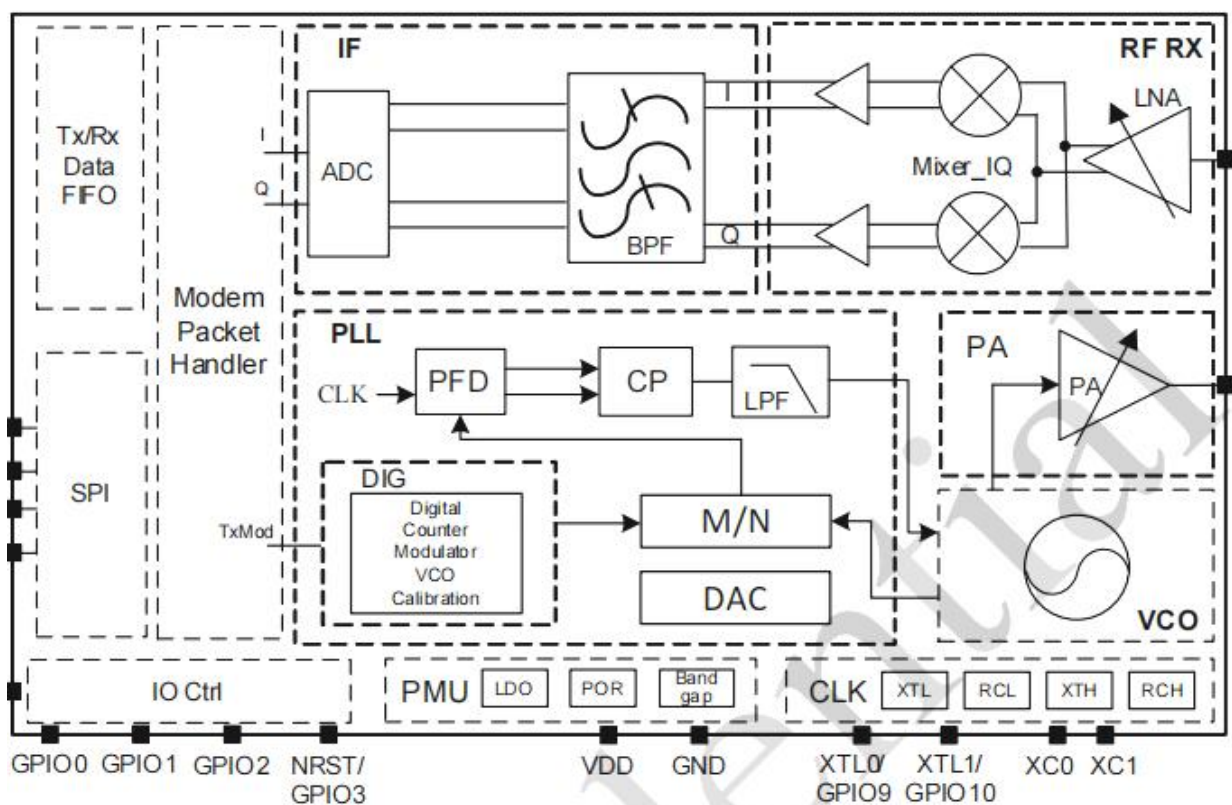 IF
RF RX
Tx/Rx
Data
FIFO
I
Q
ADC
BPF
I
Q
Mixer_IQ
LNA
Modem
Packet
Handler
PLL
CLK
PFD
CP
LPF
PA
PA
SPI
TxMod
DIG
Digital
Counter
Modulator
VCO
Calibration
M/N
DAC
VCO
IO Ctrl
PMU
LDO
POR
Band
gap
CLK
XTL
RCL
XTH
RCH
GPIO0
GPIO1
GPIO2
NRST/
GPIO3
VDD
GND
XTL0/
GPIO9
XTL1/
GPIO10
XC0
XC1
dential